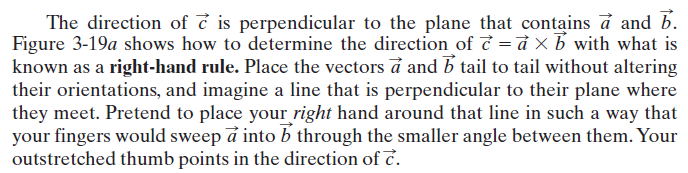 The direction of c⃗ is perpendicular to the plane that contains a⃗ and b⃗.
Figure 3-19a shows how to determine the direction of c⃗ = a⃗ × b⃗ with what is
known as a right-hand rule. Place the vectors a⃗ and b⃗ tail to tail without altering
their orientations, and imagine a line that is perpendicular to their plane where
they meet. Pretend to place your right hand around that line in such a way that
your fingers would sweep a⃗ into b⃗ through the smaller angle between them. Your
outstretched thumb points in the direction of c⃗.